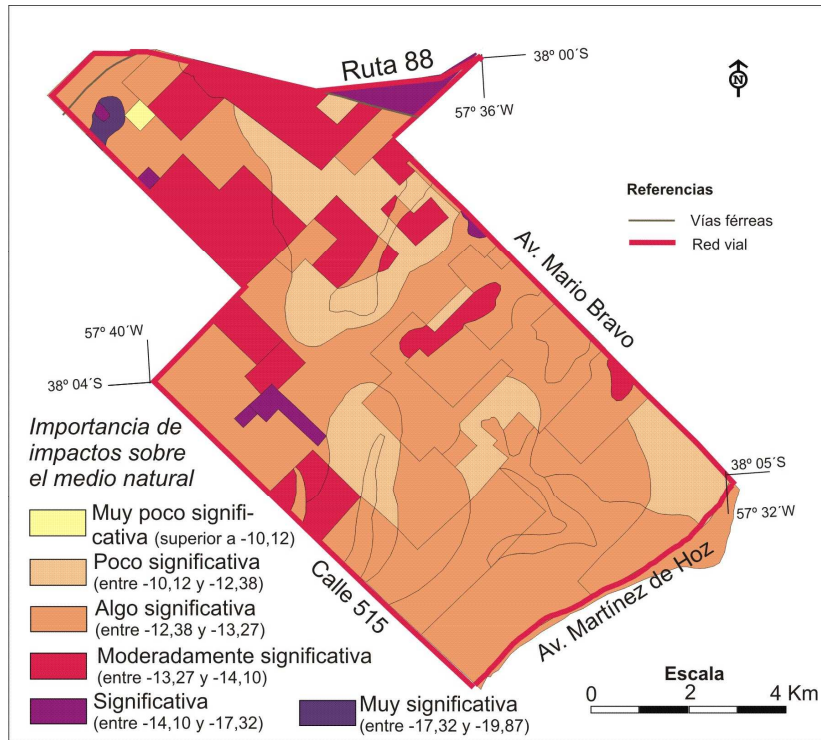 Ruta 88
38º 00´S
57º 36´W
N
Referencias
Vías férreas
Red vial
Av. Mario Bravo
57º 40´W
38º 04´S
38º 05´S
57º 32´W
Av. Martínez de Hoz
Calle 515
Importancia de
impactos sobre
el medio natural
Muy poco signifi-
cativa (superior a -10,12)
Poco significativa
(entre -10,12 y -12,38)
Algo significativa
(entre -12,38 y -13,27)
Moderadamente significativa
(entre -13,27 y -14,10)
Significativa
(entre -14,10 y -17,32)
Muy significativa
(entre -17,32 y -19,87)
Escala
0 2 4 Km